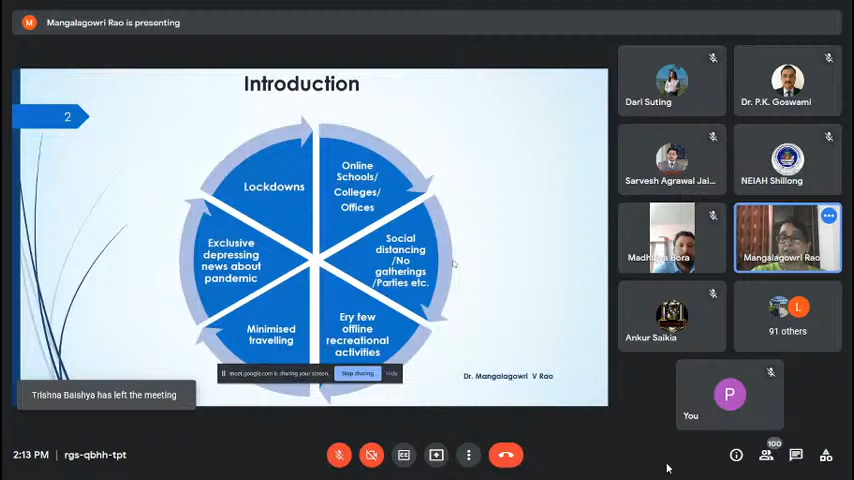 M Mangalagowri Rao is presenting
Introduction
2
Lockdowns
Online
Schools/
Colleges/
Offices
Social
distancing
/No
gatherings
/Parties etc.
Ery few
offline
recreational
activities
Minimised
travelling
Exclusive
depressing
news about
pandemic
meet.google.com is sharing your screen.
Stop sharing
Hide
Dr. Mangalagowri V Rao
Trishna Baishya has left the meeting
Dari Suting
Dr. P.K. Goswami
Sarvesh Agrawal Jai...
NEIAH Shillong
Mangalagowri Rao
Ankur Saikia
L
91 others
P
You
2:13 PM | rgs-qbhh-tpt
CC
100